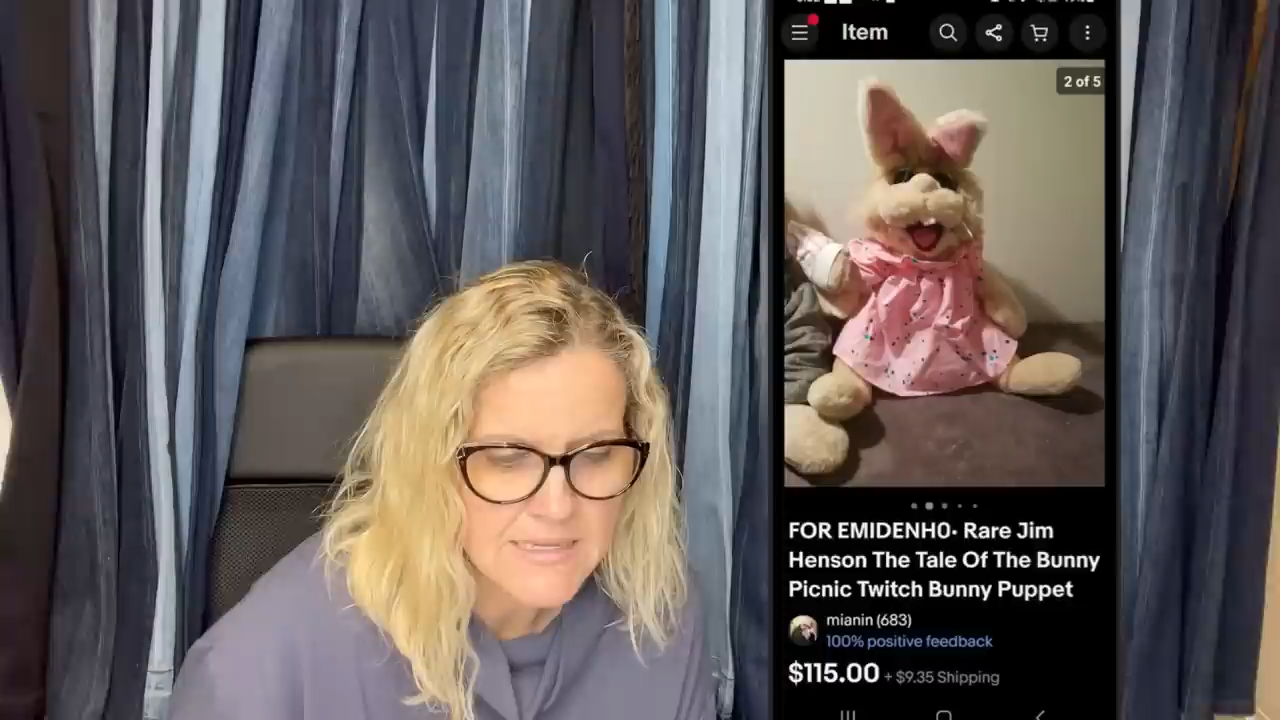 Item
2 of 5
FOR EMIDENH0· Rare Jim
Henson The Tale Of The Bunny
Picnic Twitch Bunny Puppet
mianin (683)
100% positive feedback
$115.00 + $9.35 Shipping